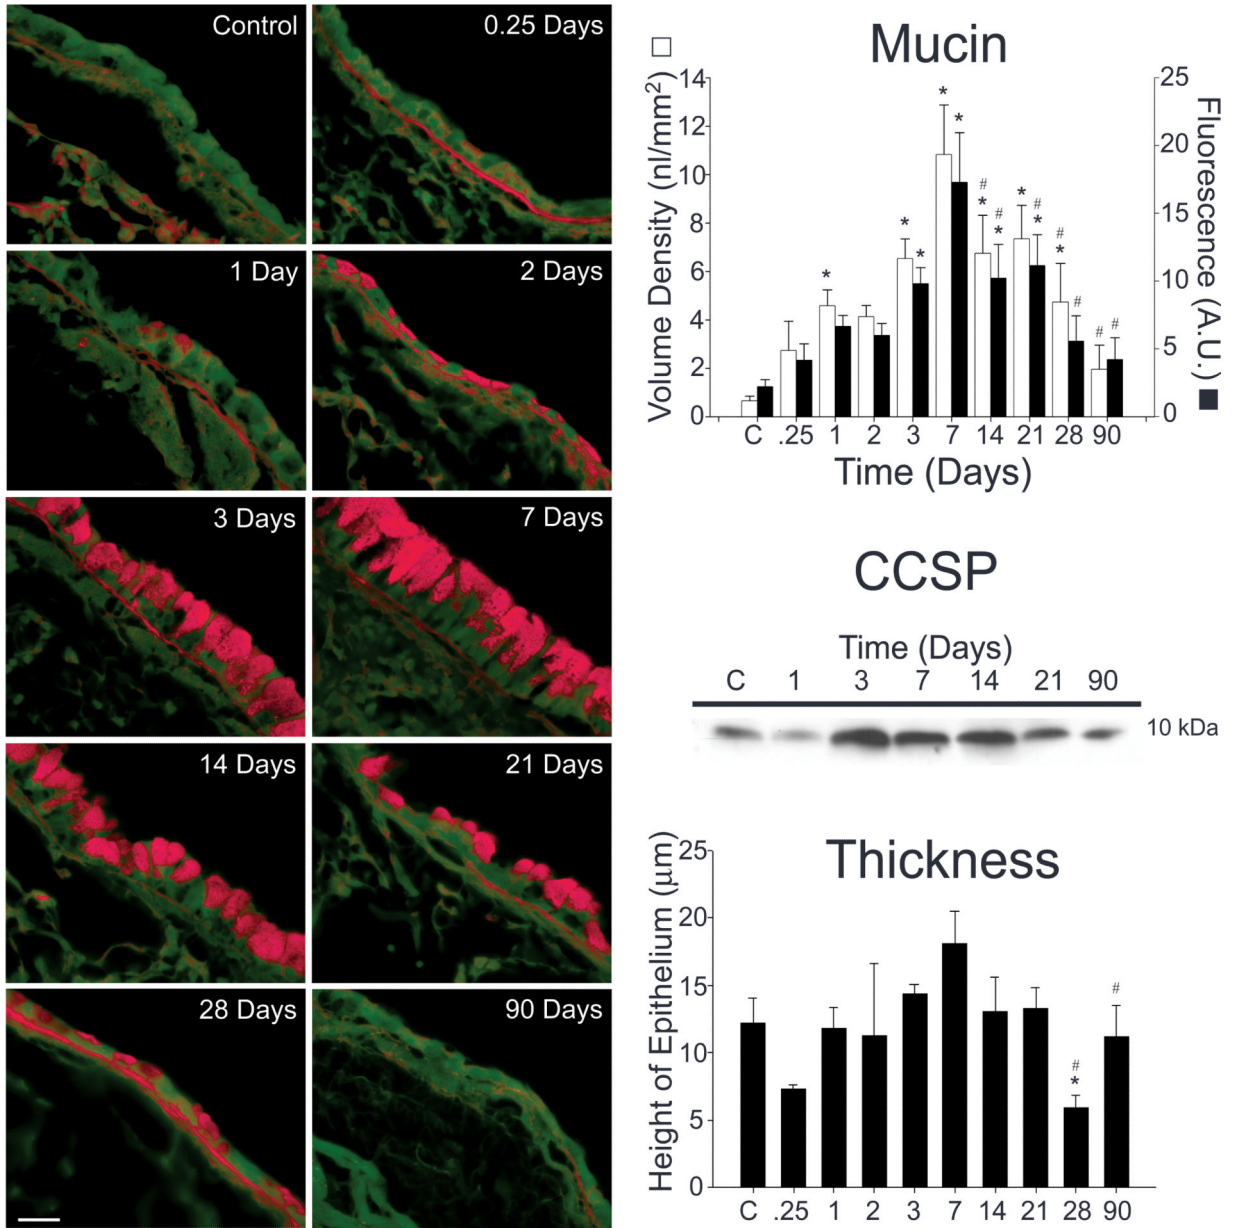 Control
0.25 Days
1 Day
2 Days
3 Days
7 Days
14 Days
21 Days
28 Days
90 Days
Mucin
Volume Density (nl/mm²)
14
12
10
8
6
4
2
0
Fluorescence (A.U.)
25
20
15
10
5
0
* * * * * * # * # * * # * # * # # #
C .25 1 2 3 7 14 21 28 90
Time (Days)
CCSP
Time (Days)
C 1 3 7 14 21 90
10 kDa
Thickness
Height of Epithelium (μm)
25
20
15
10
5
0
# * #
C .25 1 2 3 7 14 21 28 90